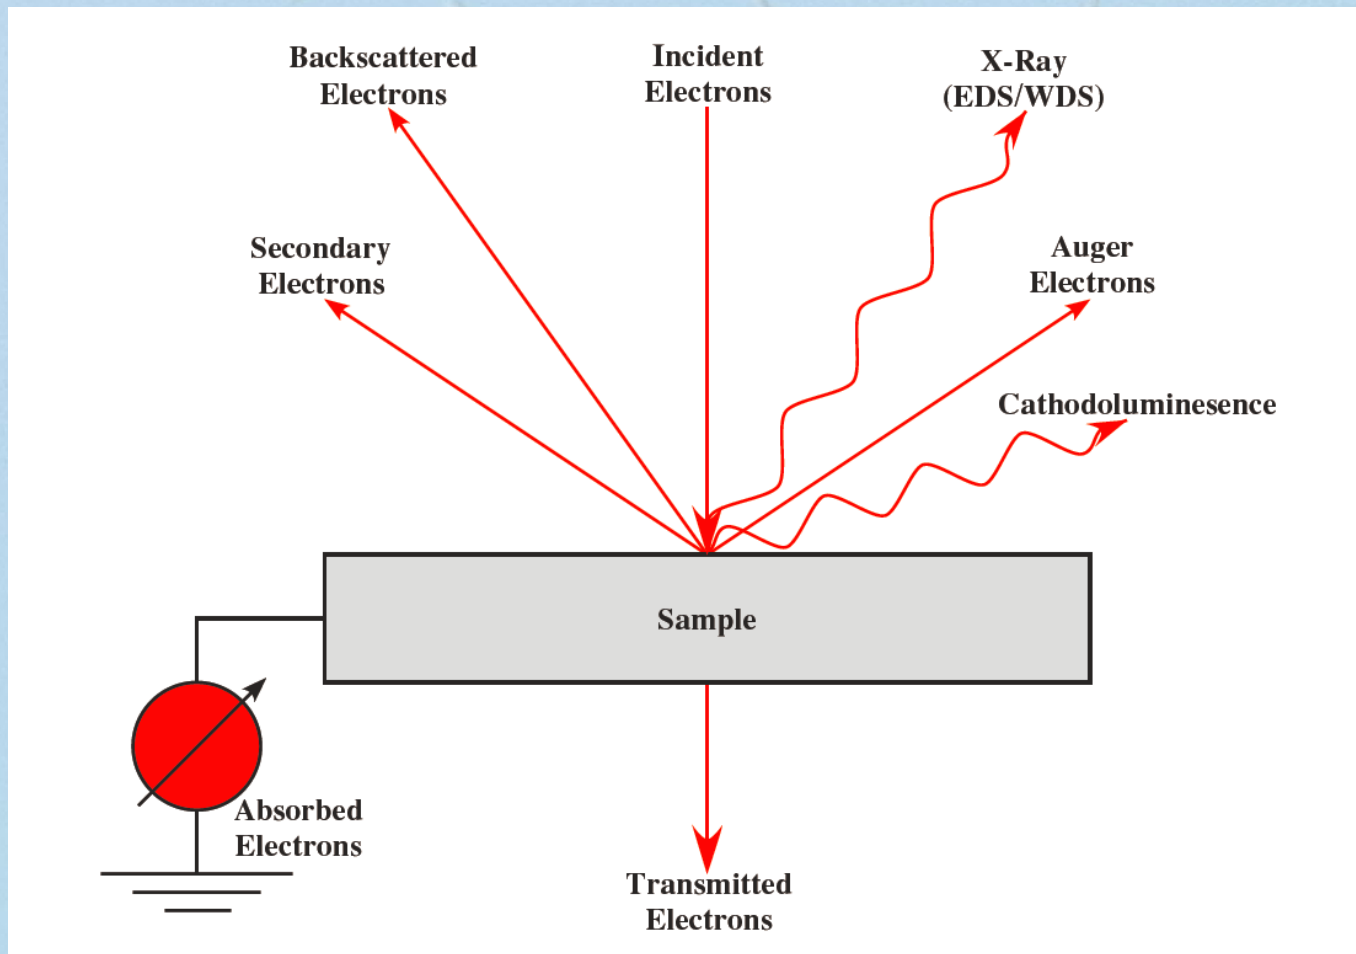 Backscattered
Electrons
Incident
Electrons
X-Ray
(EDS/WDS)
Secondary
Electrons
Auger
Electrons
Cathodoluminesence
Sample
Absorbed
Electrons
Transmitted
Electrons